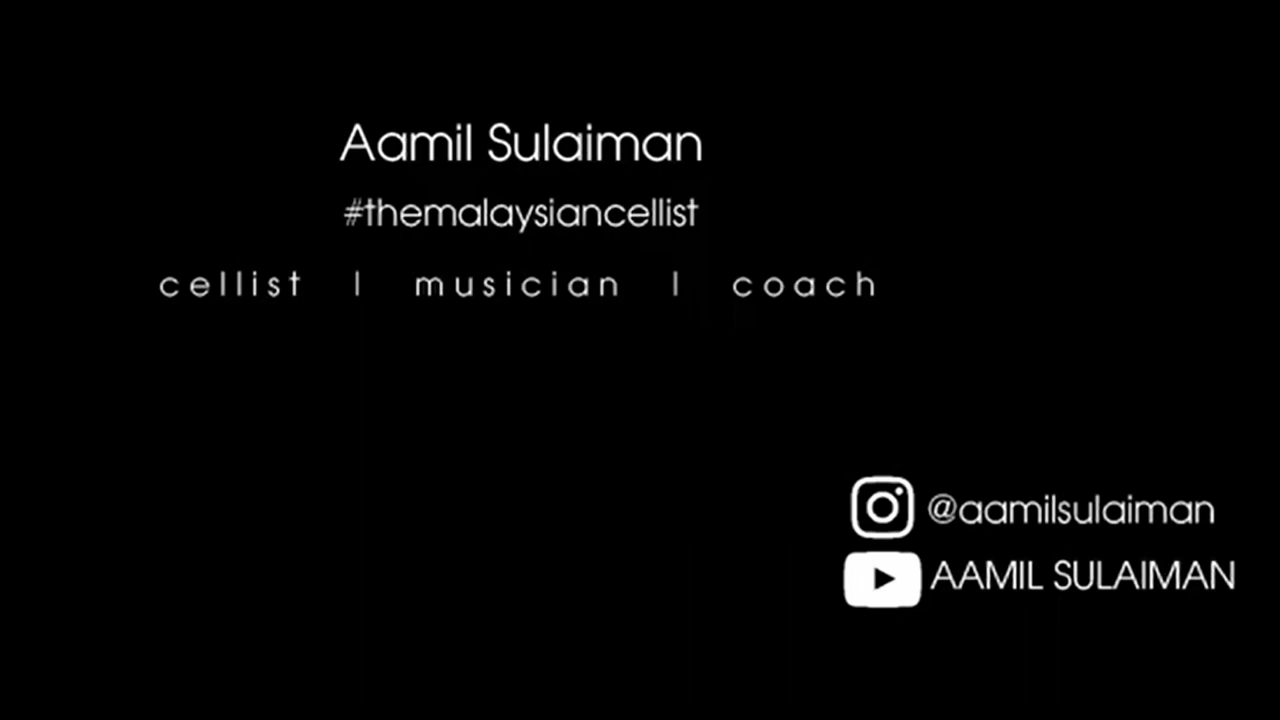 Aamil Sulaiman
#themalaysiancellist
cellist | musician | coach
@aamilsulaiman
AAMIL SULAIMAN